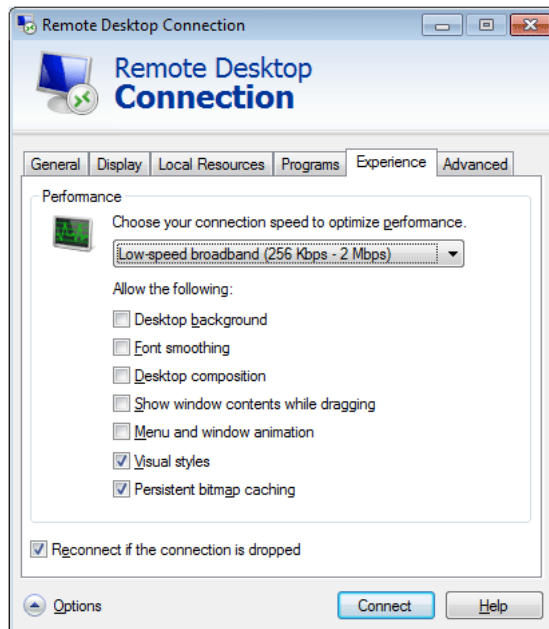 Remote Desktop Connection
Remote Desktop
Connection
General Display Local Resources Programs Experience Advanced
Performance
Choose your connection speed to optimize performance.
Low-speed broadband (256 Kbps - 2 Mbps)
Allow the following:
Desktop background
Font smoothing
Desktop composition
Show window contents while dragging
Menu and window animation
Visual styles
Persistent bitmap caching
Reconnect if the connection is dropped
Options Connect Help